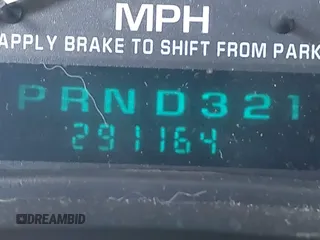 MPH
APPLY BRAKE TO SHIFT FROM PARK
PRND321
291164
DREAMBID